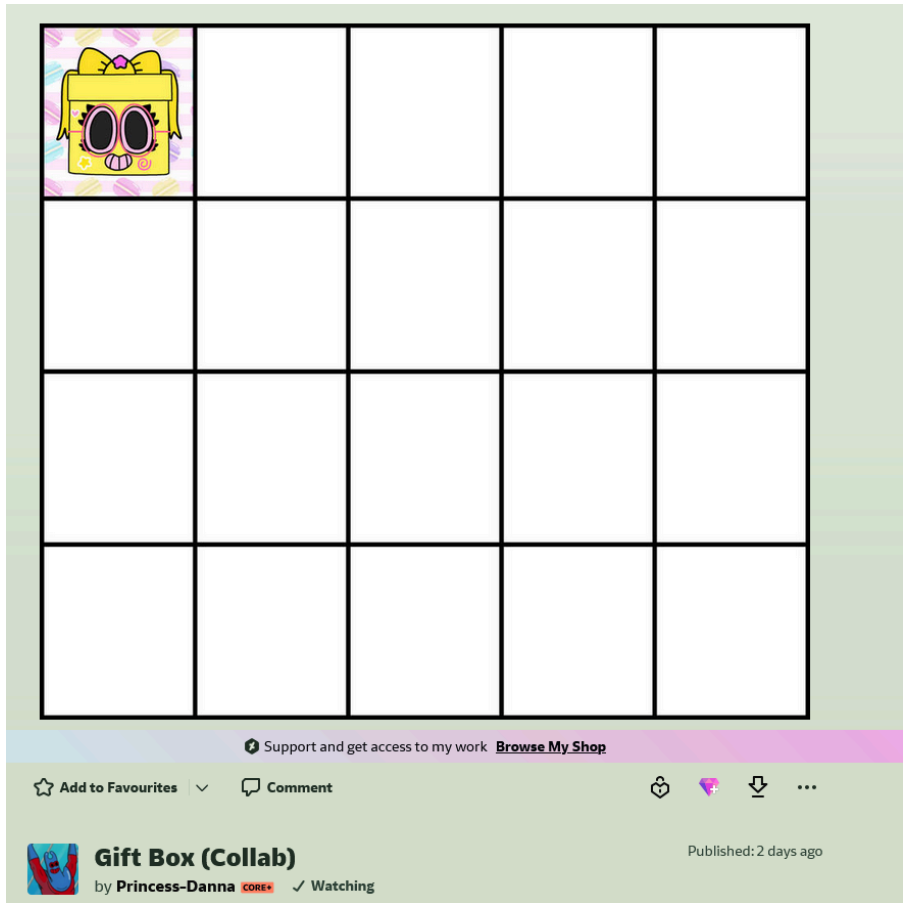 Support and get access to my work Browse My Shop
Add to Favourites Comment
Gift Box (Collab)
Published: 2 days ago
by Princess-Danna CORE+ Watching